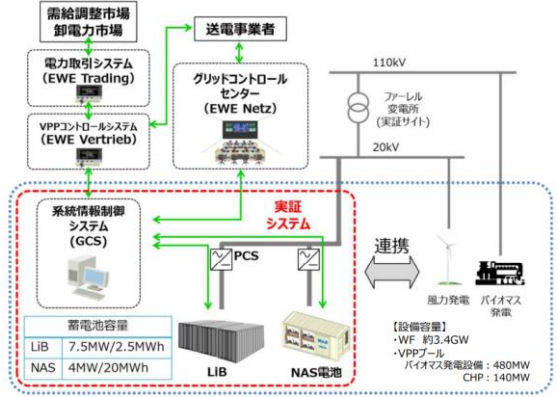 需給調整市場
卸電力市場
送電事業者
電力取引システム
(EWE Trading)
グリッドコントロール
センター
(EWE Netz)
VPPコントロールシステム
(EWE Vertrieb)
110kV
ファーレル
変電所
(実証サイト)
20kV
系統情報制御
システム
(GCS)
実証
システム
PCS
連携
風力発電
バイオマス
発電
蓄電池容量
LiB 7.5MW/2.5MWh
NAS 4MW/20MWh
LiB
NAS電池
【設備容量】
・WF 約3.4GW
・VPPプール
バイオマス発電設備：480MW
CHP：140MW